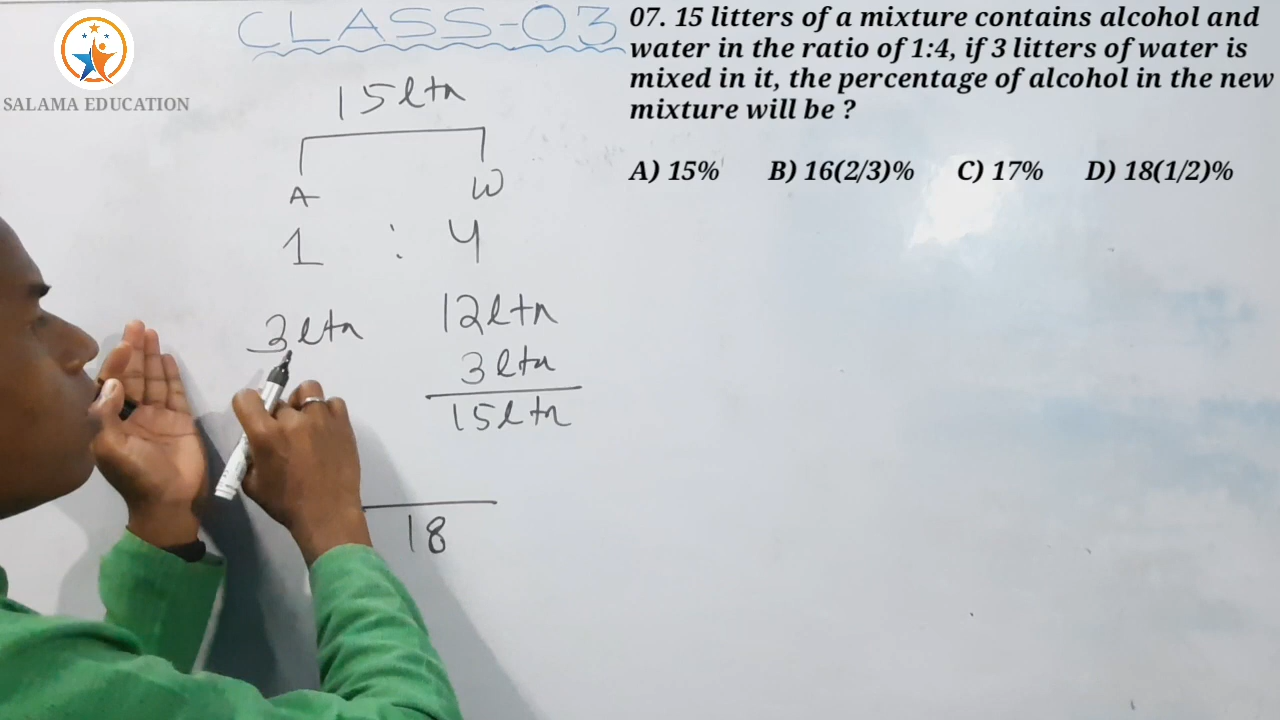 CLASS-03
SALAMA EDUCATION
07. 15 litters of a mixture contains alcohol and
water in the ratio of 1:4, if 3 litters of water is
mixed in it, the percentage of alcohol in the new
mixture will be ?
A) 15% B) 16(2/3)% C) 17% D) 18(1/2)%
15ltr
A W
1 : 4
3ltr 12ltr
3ltr
15ltr
18